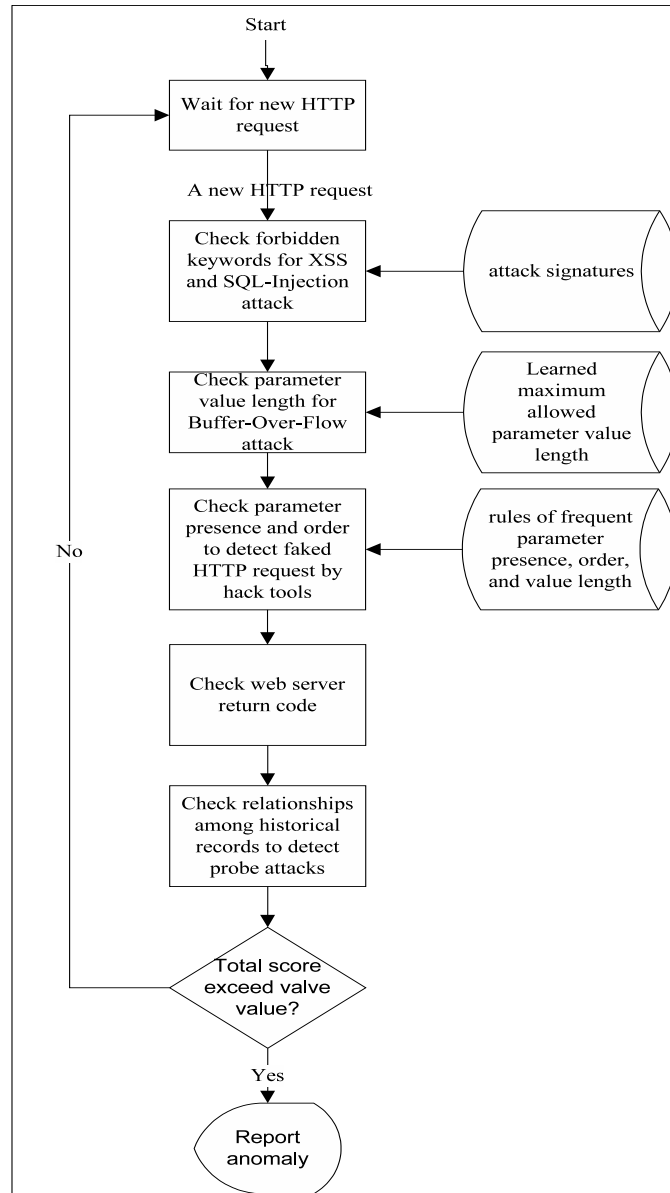 Start
Wait for new HTTP
request
A new HTTP request
Check forbidden
keywords for XSS
and SQL-Injection
attack
attack signatures
Check parameter
value length for
Buffer-Over-Flow
attack
Learned
maximum
allowed
parameter value
length
Check parameter
presence and order
to detect faked
HTTP request by
hack tools
rules of frequent
parameter
presence, order,
and value length
No
Check web server
return code
Check relationships
among historical
records to detect
probe attacks
Total score
exceed valve
value?
Yes
Report
anomaly